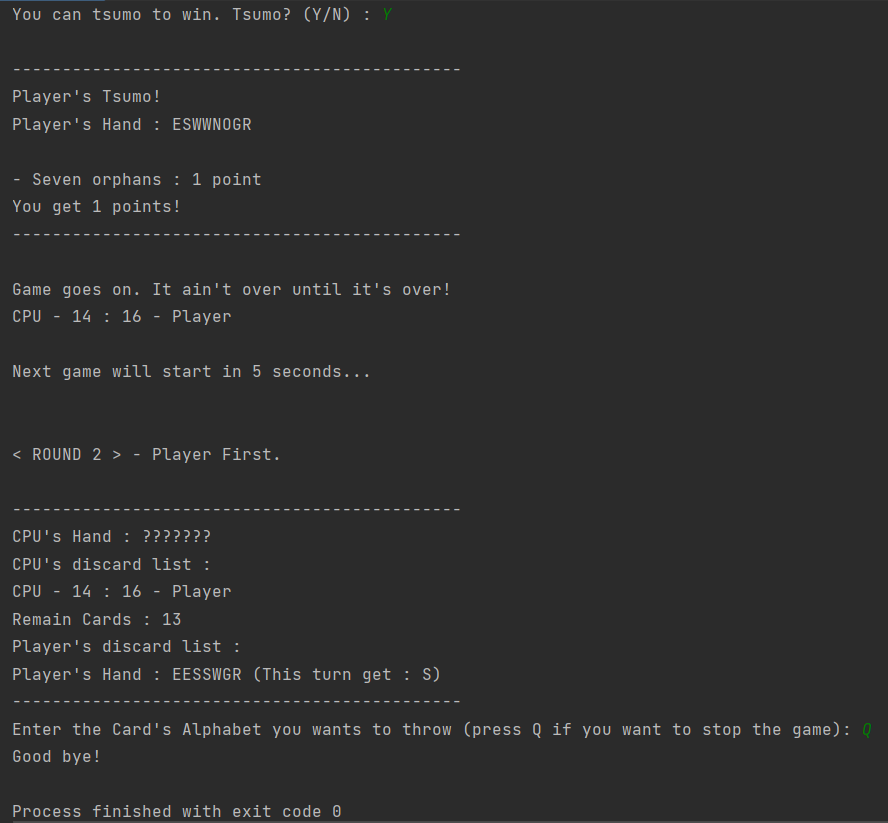 You can tsumo to win. Tsumo? (Y/N) : Y
---------------------------------------------
Player's Tsumo!
Player's Hand : ESWWNOGR
- Seven orphans : 1 point
You get 1 points!
---------------------------------------------
Game goes on. It ain't over until it's over!
CPU - 14 : 16 - Player
Next game will start in 5 seconds...
< ROUND 2 > - Player First.
---------------------------------------------
CPU's Hand : ???????
CPU's discard list :
CPU - 14 : 16 - Player
Remain Cards : 13
Player's discard list :
Player's Hand : EESSWGR (This turn get : S)
---------------------------------------------
Enter the Card's Alphabet you wants to throw (press Q if you want to stop the game): Q
Good bye!
Process finished with exit code 0